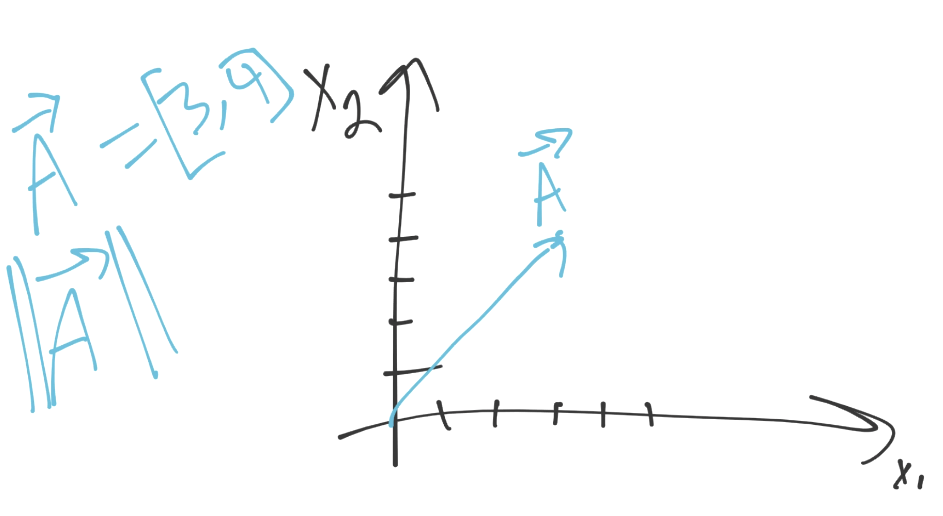 A⃗ = [3,4]
‖A⃗‖
X₂
A⃗
x₁